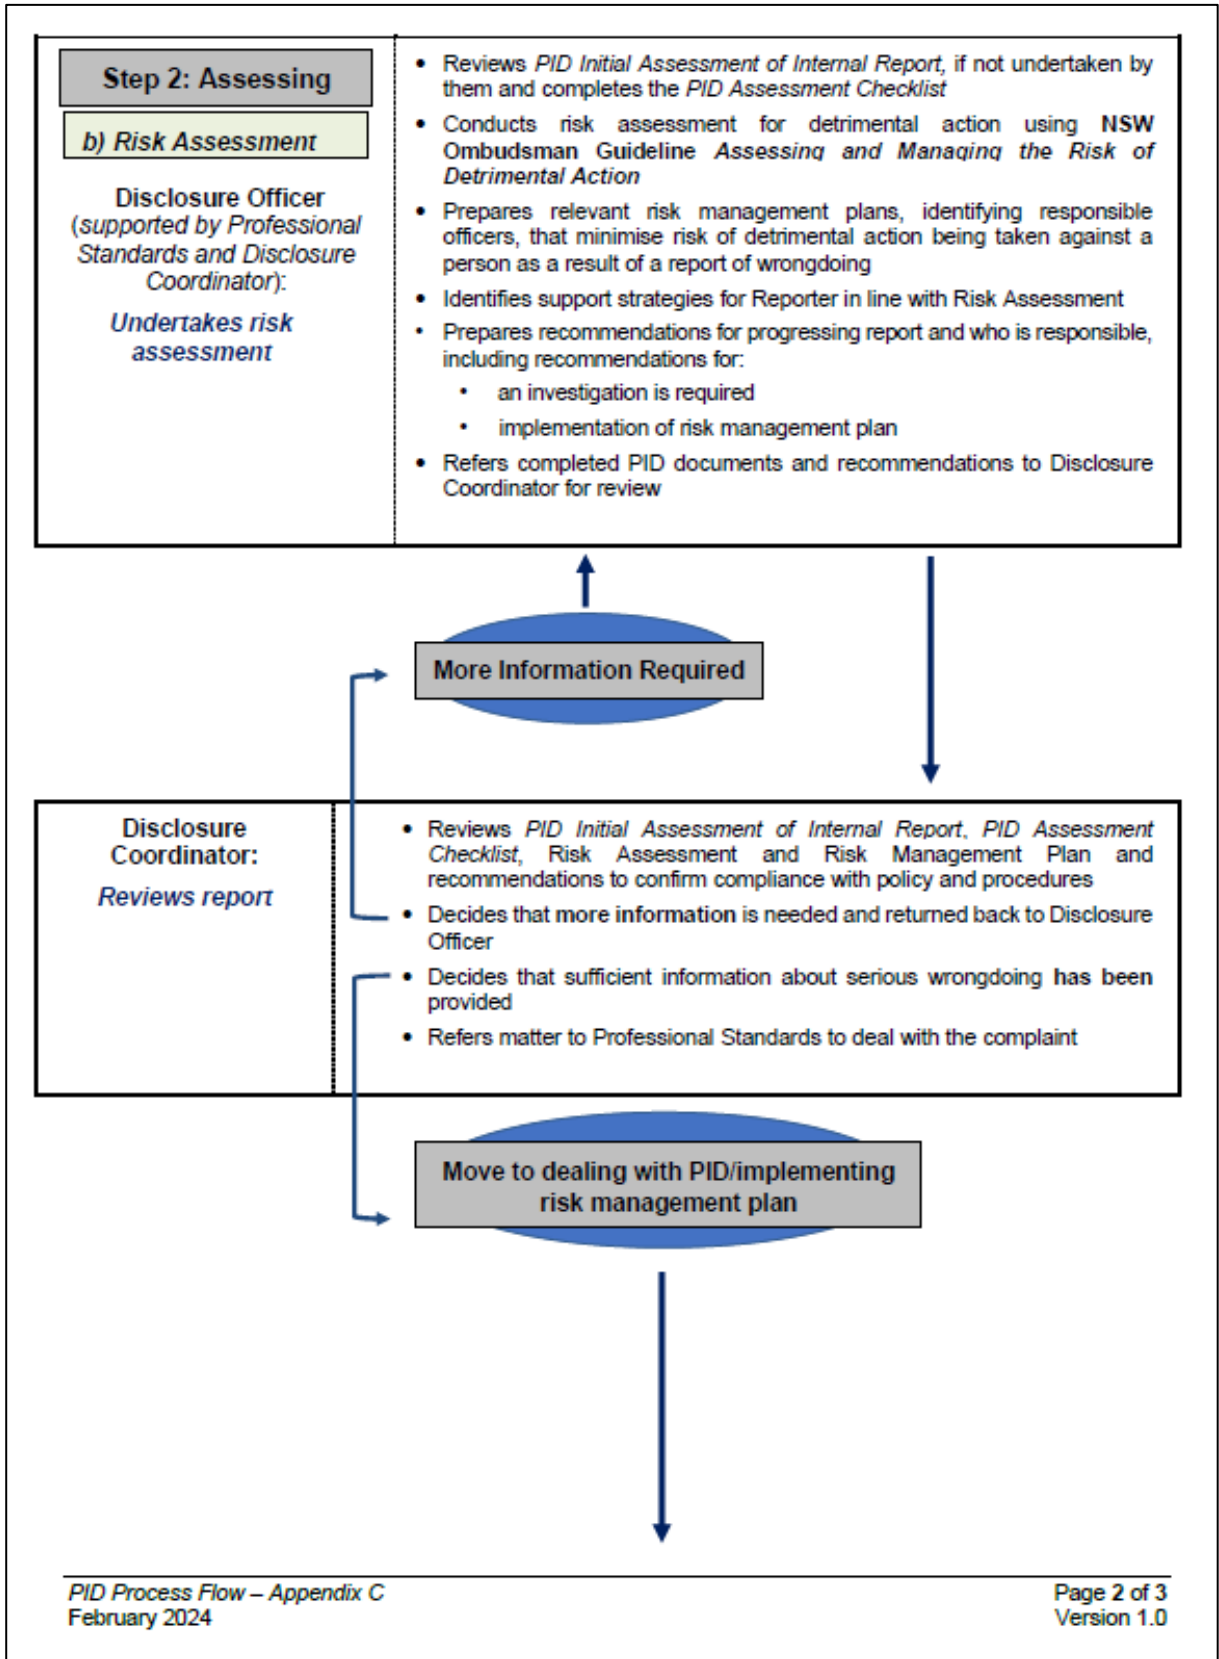 Step 2: Assessing
b) Risk Assessment
Disclosure Officer
(supported by Professional
Standards and Disclosure
Coordinator):
Undertakes risk
assessment
• Reviews PID Initial Assessment of Internal Report, if not undertaken by
them and completes the PID Assessment Checklist
• Conducts risk assessment for detrimental action using NSW
Ombudsman Guideline Assessing and Managing the Risk of
Detrimental Action
• Prepares relevant risk management plans, identifying responsible
officers, that minimise risk of detrimental action being taken against a
person as a result of a report of wrongdoing
• Identifies support strategies for Reporter in line with Risk Assessment
• Prepares recommendations for progressing report and who is responsible,
including recommendations for:
• an investigation is required
• implementation of risk management plan
• Refers completed PID documents and recommendations to Disclosure
Coordinator for review
More Information Required
Disclosure
Coordinator:
Reviews report
• Reviews PID Initial Assessment of Internal Report, PID Assessment
Checklist, Risk Assessment and Risk Management Plan and
recommendations to confirm compliance with policy and procedures
• Decides that more information is needed and returned back to Disclosure
Officer
• Decides that sufficient information about serious wrongdoing has been
provided
• Refers matter to Professional Standards to deal with the complaint
Move to dealing with PID/implementing
risk management plan
PID Process Flow – Appendix C
February 2024
Page 2 of 3
Version 1.0